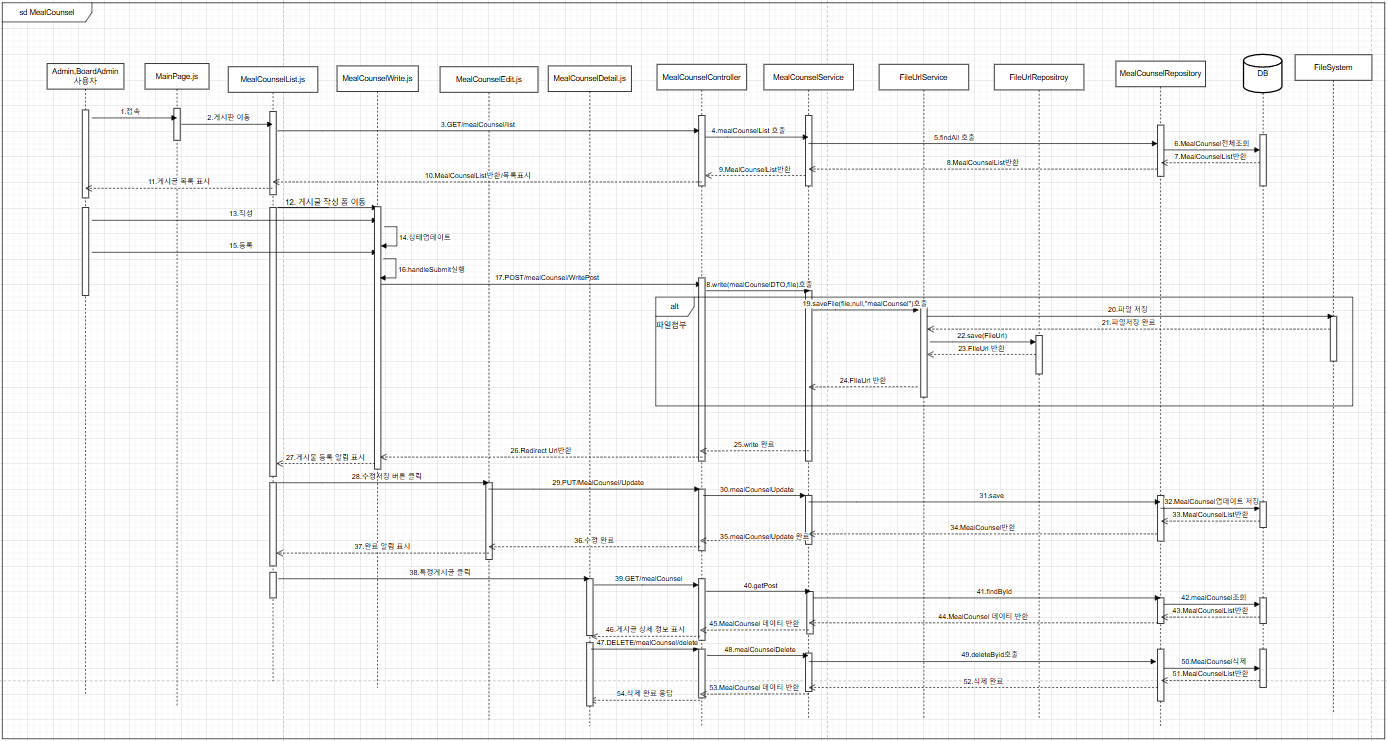 sd MealCounsel
Admin,BoardAdmin
사용자
MainPage.js
MealCounselList.js
MealCounselWrite.js
MealCounselEdit.js
MealCounselDetail.js
MealCounselController
MealCounselService
FileUrlService
FileUrlRepositroy
MealCounselRepository
DB
FileSystem
1.접속
2.게시판 이동
3.GET/mealCounsel/list
4.mealCounselList 호출
5.findAll 호출
6.MealCounsel전체조회
7.MealCounselList반환
8.MealCounselList반환
9.MealCounselList반환
10.MealCounselList반환/목록표시
11.게시글 목록 표시
12. 게시글 작성 폼 이동
13.작성
14.상태업데이트
15.등록
16.handleSubmit실행
17.POST/mealCounsel/WritePost
8.write(mealCounselDTO,file)호출
alt
파일첨부
19.saveFile(file,null,"mealCounsel")호출
20.파일 저장
21.파일저장 완료
22.save(FileUrl)
23.FileUrl 반환
24.FileUrl 반환
25.write 완료
26.Redirect Url반환
27.게시물 등록 알림 표시
28.수정저장 버튼 클릭
29.PUT/MealCounsel/Update
30.mealCounselUpdate
31.save
32.MealCounsel업데이트 저장
33.MealCounselList반환
34.MealCounsel반환
35.mealCounselUpdate 완료
36.수정 완료
37.완료 알림 표시
38.특정게시글 클릭
39.GET/mealCounsel
40.getPost
41.findById
42.mealCounsel조회
43.MealCounselList반환
44.MealCounsel 데이터 반환
45.MealCounsel 데이터 반환
46.게시글 상세 정보 표시
47.DELETE/mealCounsel/delete
48.mealCounselDelete
49.deleteByid호출
50.MealCounsel삭제
51.MealCounselList반환
52.삭제 완료
53.MealCounsel 데이터 반환
54.삭제 완료 응답